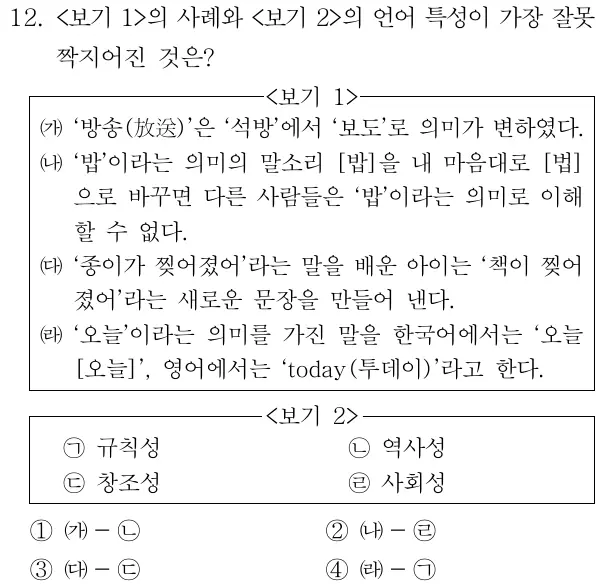 12. <보기 1>의 사례와 <보기 2>의 언어 특성이 가장 잘못
짝지어진 것은?
<보기 1>
㈎ ‘방송(放送)’은 ‘석방’에서 ‘보도’로 의미가 변하였다.
㈏ ‘밥’이라는 의미의 말소리 [밥]을 내 마음대로 [법]
으로 바꾸면 다른 사람들은 ‘밥’이라는 의미로 이해
할 수 없다.
㈐ ‘종이가 찢어졌어’라는 말을 배운 아이는 ‘책이 찢어
졌어’라는 새로운 문장을 만들어 낸다.
㈑ ‘오늘’이라는 의미를 가진 말을 한국어에서는 ‘오늘
[오늘]’, 영어에서는 ‘today(투데이)’라고 한다.
<보기 2>
㉠ 규칙성 ㉡ 역사성
㉢ 창조성 ㉣ 사회성
① ㈎ - ㉡ ② ㈏ - ㉣
③ ㈐ - ㉢ ④ ㈑ - ㉠